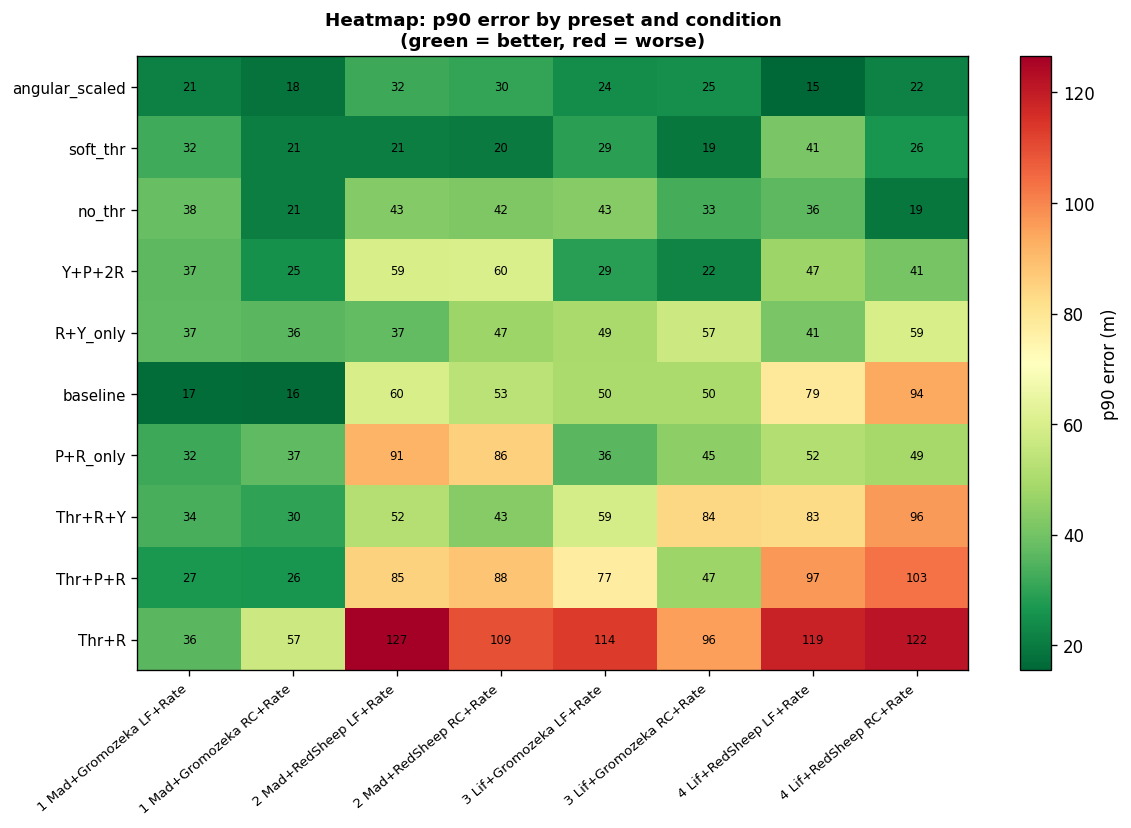 Heatmap: p90 error by preset and condition
(green = better, red = worse)
angular_scaled 21 18 32 30 24 25 15 22
soft_thr 32 21 21 20 29 19 41 26
no_thr 38 21 43 42 43 33 36 19
Y+P+2R 37 25 59 60 29 22 47 41
R+Y_only 37 36 37 47 49 57 41 59
baseline 17 16 60 53 50 50 79 94
P+R_only 32 37 91 86 36 45 52 49
Thr+R+Y 34 30 52 43 59 84 83 96
Thr+P+R 27 26 85 88 77 47 97 103
Thr+R 36 57 127 109 114 96 119 122
1 Mad+Gromozeka LF+Rate
1 Mad+Gromozeka RC+Rate
2 Mad+RedSheep LF+Rate
2 Mad+RedSheep RC+Rate
3 Lif+Gromozeka LF+Rate
3 Lif+Gromozeka RC+Rate
4 Lif+RedSheep LF+Rate
4 Lif+RedSheep RC+Rate
120
100
80
60
40
20
p90 error (m)